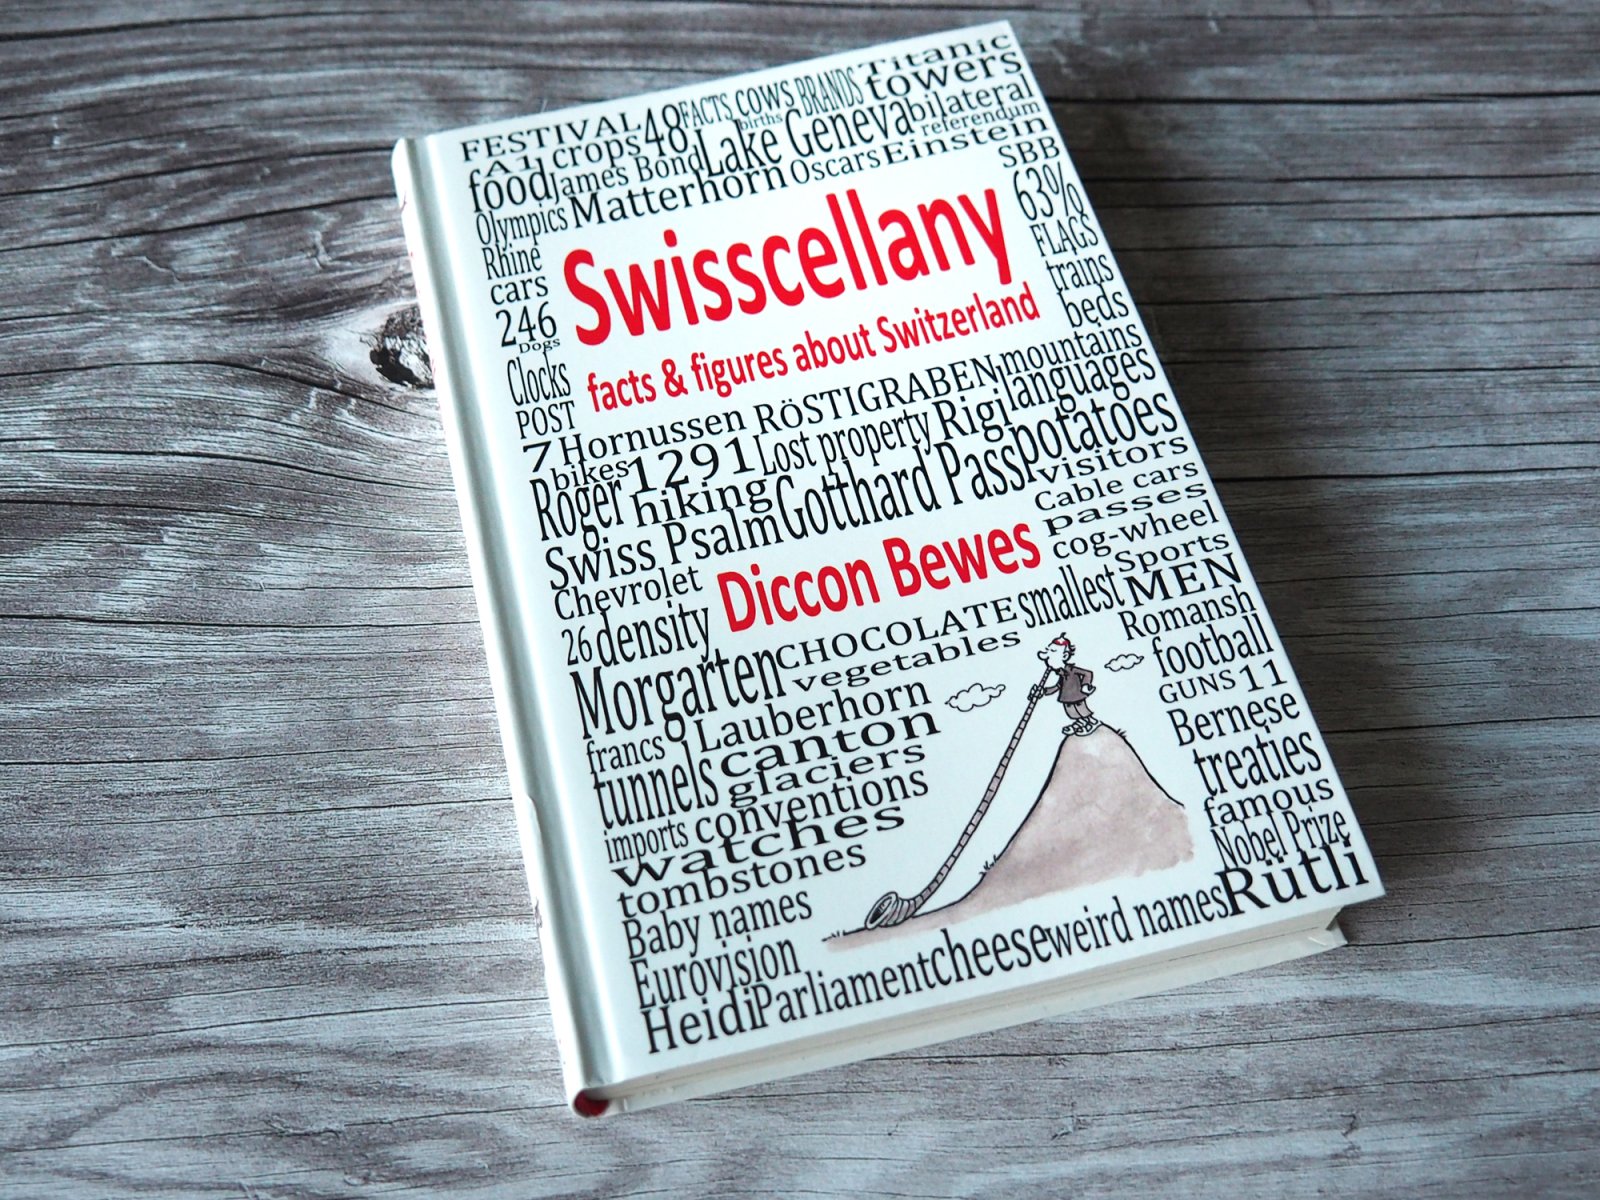 FESTIVAL 48 FACTS cows BRANDS Titanic
A1 crops births towers
food James Bond Lake Geneva bilateral
referendum
Olympics Matterhorn Oscars Einstein
Rhine SBB
cars 63%
246 FLAGS
Dogs trains
Clocks beds
POST mountains
Swisscellany
facts & figures about Switzerland
7 Hornussen RÖSTIGRABEN languages
bikes 1291 Lost property Rigi potatoes
Roger hiking Gotthard Pass visitors
Swiss Psalm Cable cars
Chevrolet passes
26 density cog-wheel
Diccon Bewes
Morgarten CHOCOLATE smallest Sports
vegetables MEN
francs Lauberhorn Romansh
tunnels canton football
glaciers GUNS 11
imports conventions Bernese
watches treaties
tombstones famous
Baby names Nobel Prize
Eurovision
Heidi Parliament cheese weird names Rütli